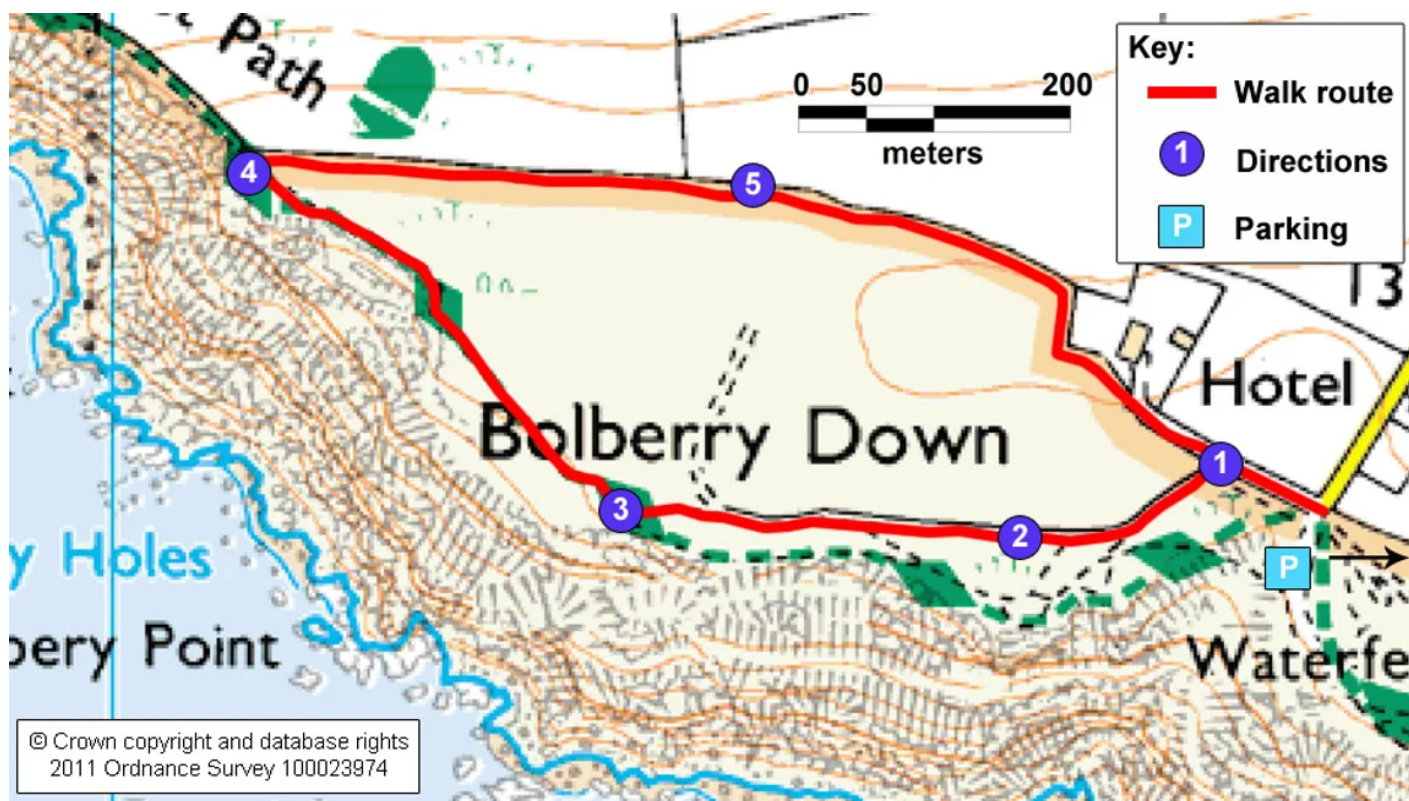 Path
0 50 200
meters
Key:
Walk route
1 Directions
P Parking
4
5
13
Hotel
Bolberry Down
1
3
2
P
y Holes
bery Point
Waterfe
© Crown copyright and database rights
2011 Ordnance Survey 100023974